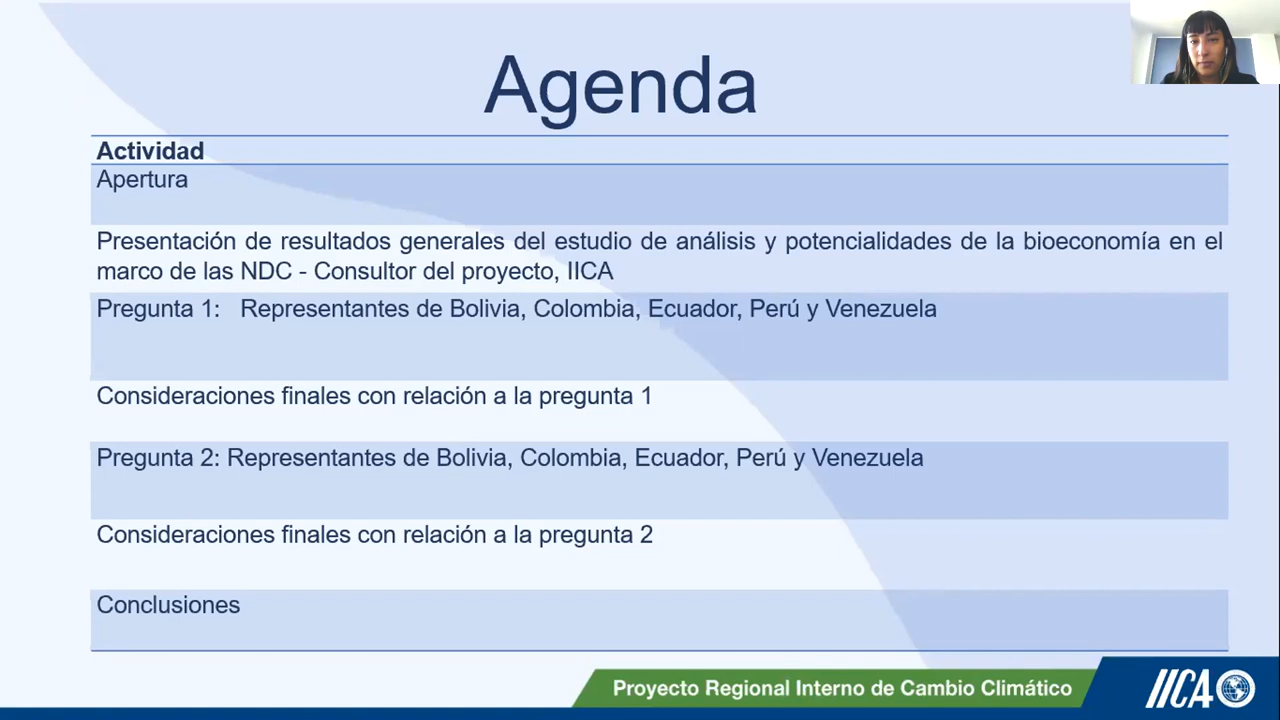 Agenda
Actividad
Apertura
Presentación de resultados generales del estudio de análisis y potencialidades de la bioeconomía en el
marco de las NDC - Consultor del proyecto, IICA
Pregunta 1: Representantes de Bolivia, Colombia, Ecuador, Perú y Venezuela
Consideraciones finales con relación a la pregunta 1
Pregunta 2: Representantes de Bolivia, Colombia, Ecuador, Perú y Venezuela
Consideraciones finales con relación a la pregunta 2
Conclusiones
Proyecto Regional Interno de Cambio Climático
IICA